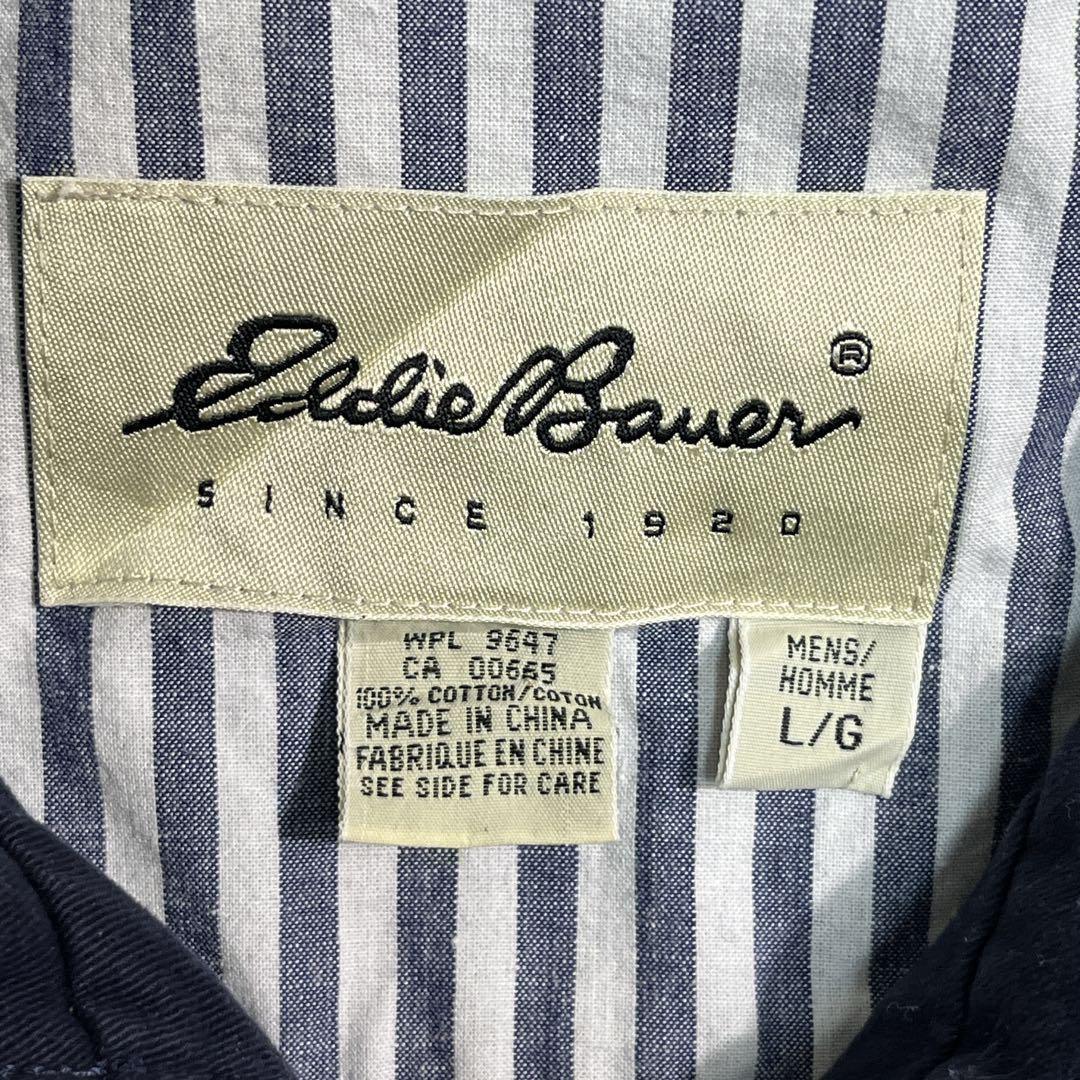 Eddie Bauer ®
SINCE 1920
WPL 9647
CA 00665
100% COTTON/COTON
MADE IN CHINA
FABRIQUE EN CHINE
SEE SIDE FOR CARE
MENS/
HOMME
L/G